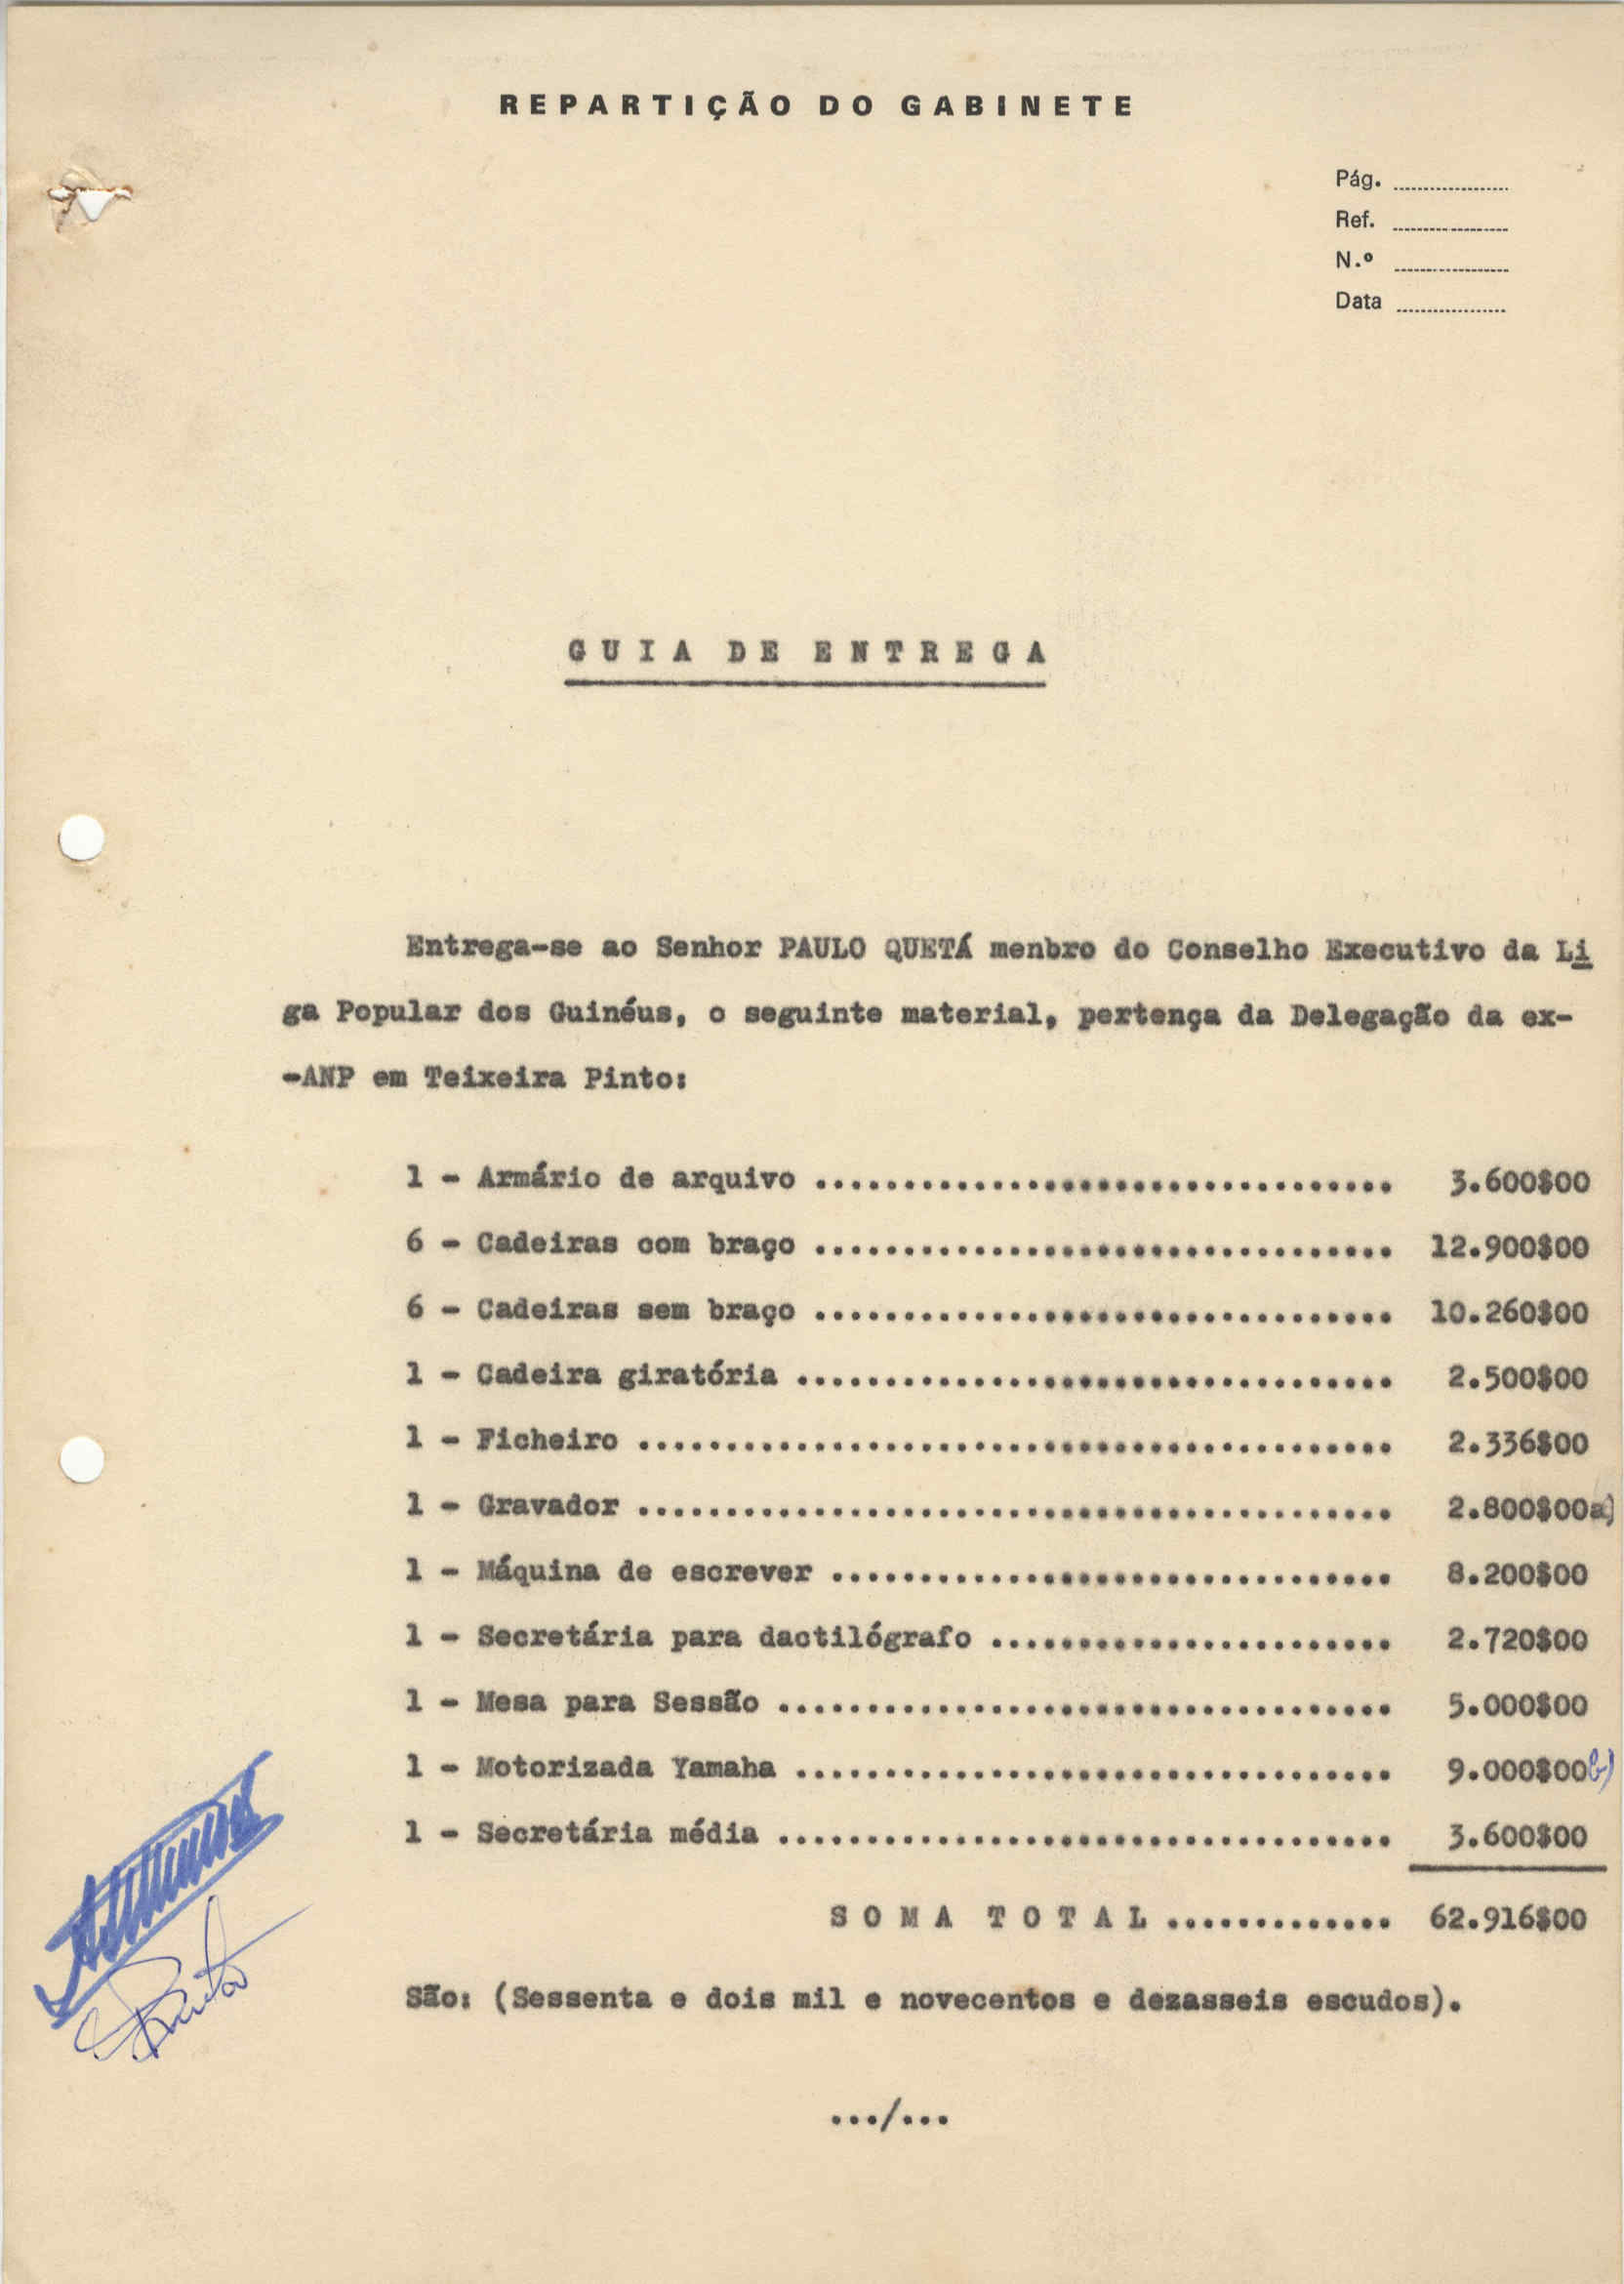 REPARTIÇÃO DO GABINETE
Pág. ...................
Ref. ...................
N.º ...................
Data ..................
GUIA DE ENTREGA
Entrega-se ao Senhor PAULO QUETÁ menbro do Conselho Executivo da Li
ga Popular dos Guinéus, o seguinte material, pertença da Delegação da ex-
-ANP em Teixeira Pinto:
1 - Armário de arquivo ................................. 3.600$00
6 - Cadeiras com braço ................................. 12.900$00
6 - Cadeiras sem braço ................................. 10.260$00
1 - Cadeira giratória .................................. 2.500$00
1 - Ficheiro ........................................... 2.336$00
1 - Gravador ........................................... 2.800$00a)
1 - Máquina de escrever ................................ 8.200$00
1 - Secretária para dactilógrafo ....................... 2.720$00
1 - Mesa para Sessão ................................... 5.000$00
1 - Motorizada Yamaha .................................. 9.000$00b)
1 - Secretária média ................................... 3.600$00
SOMA TOTAL ............. 62.916$00
São: (Sessenta e dois mil e novecentos e dezasseis escudos).
.../...